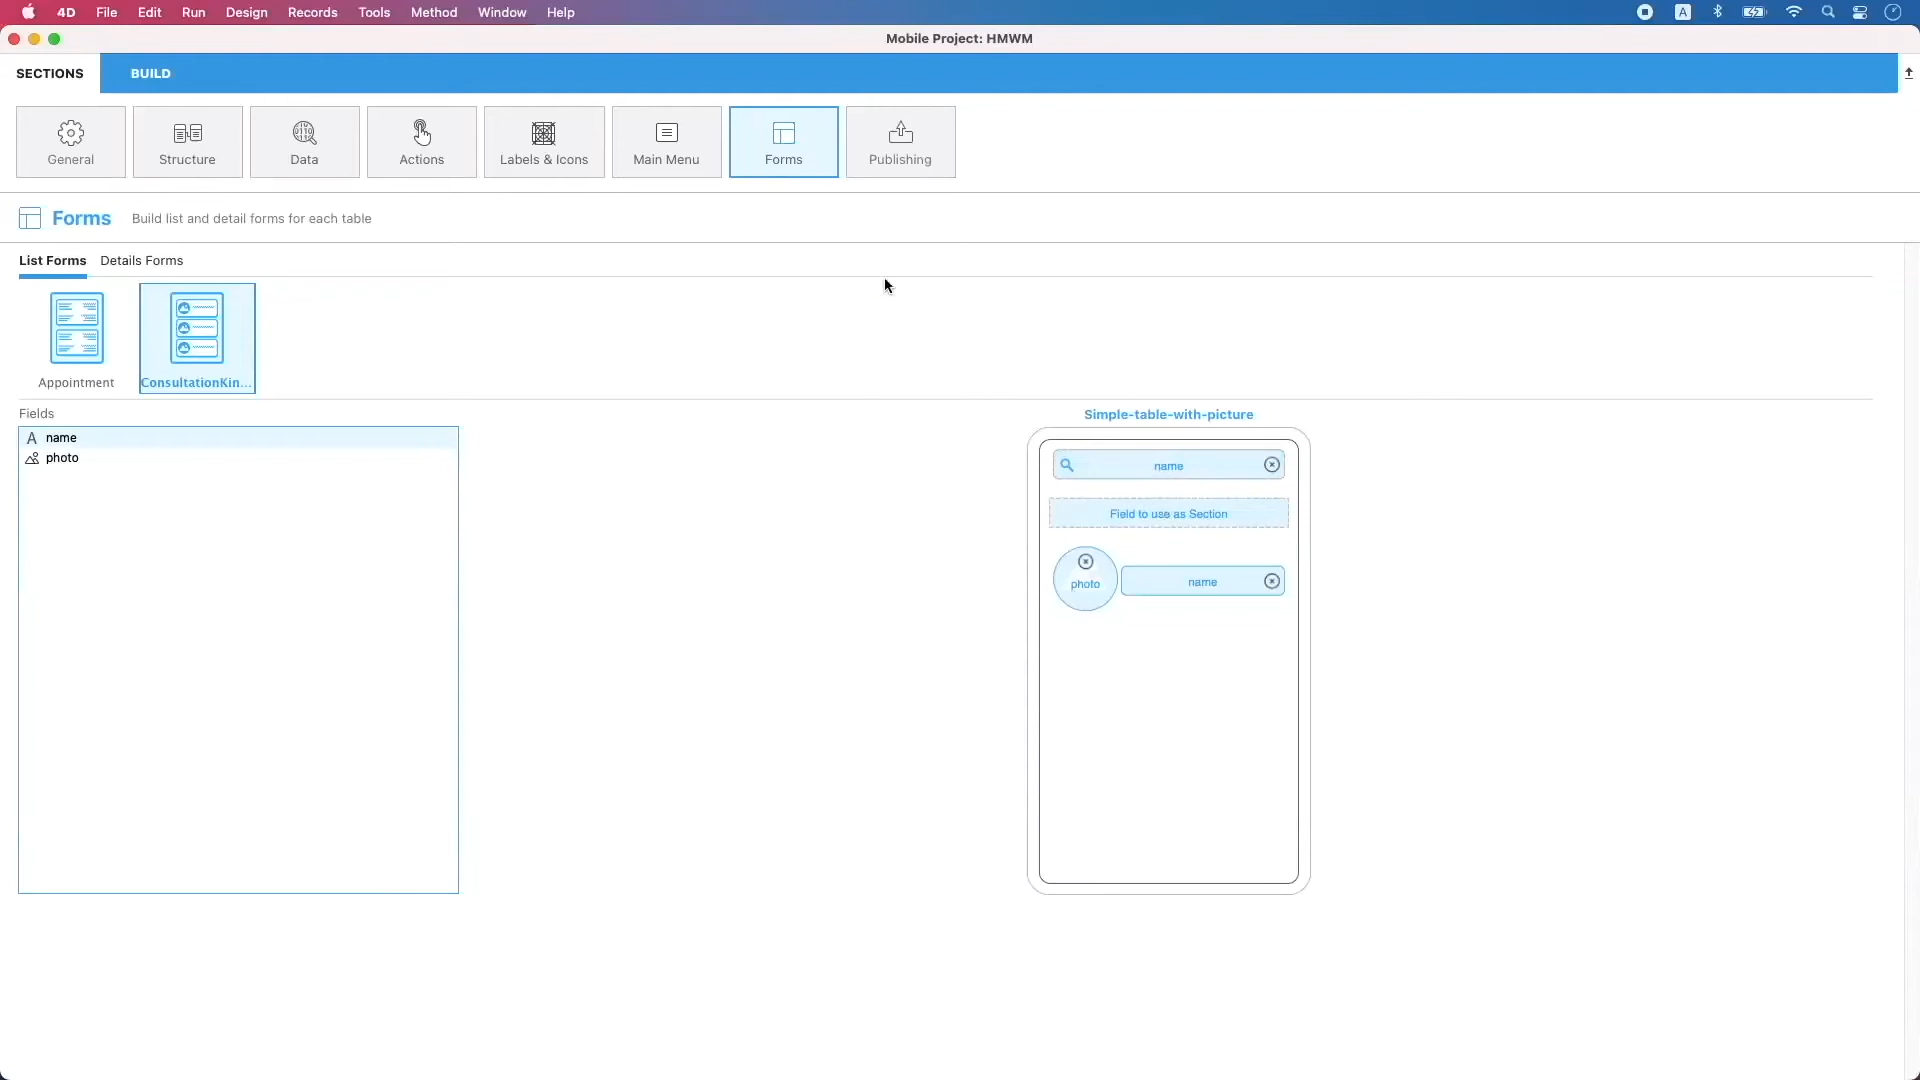 4D File Edit Run Design Records Tools Method Window Help A
Mobile Project: HMWM
SECTIONS BUILD
General Structure Data Actions Labels & Icons Main Menu Forms Publishing
Forms Build list and detail forms for each table
List Forms Details Forms
Appointment ConsultationKin...
Fields
A name
photo
Simple-table-with-picture
name
Field to use as Section
photo name